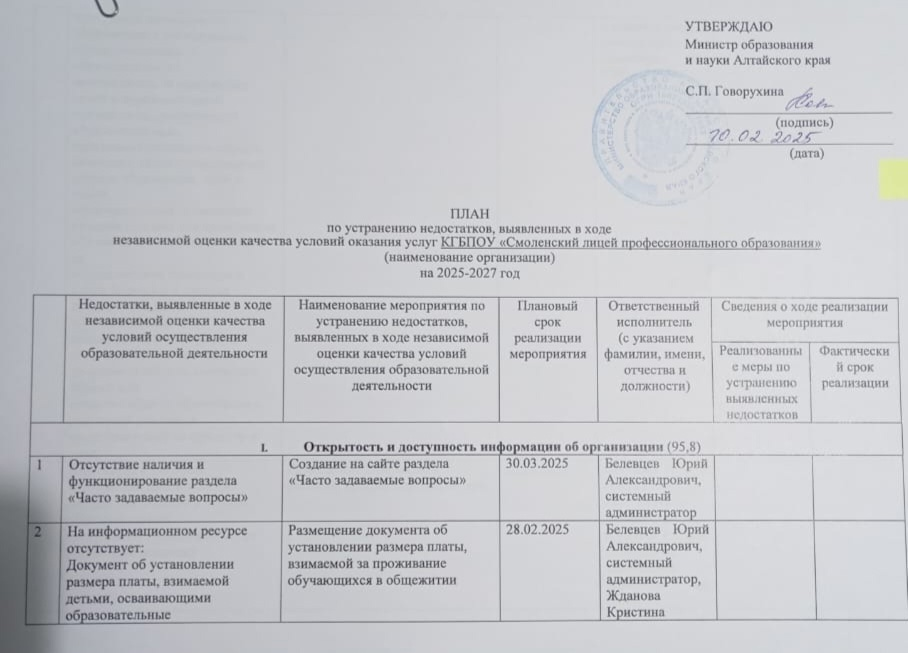 УТВЕРЖДАЮ
Министр образования
и науки Алтайского края
С.П. Говорухина
(подпись)
10.02.2025
(дата)
ПЛАН
по устранению недостатков, выявленных в ходе
независимой оценки качества условий оказания услуг КГБПОУ «Смоленский лицей профессионального образования»
(наименование организации)
на 2025-2027 год
Недостатки, выявленные в ходе
независимой оценки качества
условий осуществления
образовательной деятельности
Наименование мероприятия по
устранению недостатков,
выявленных в ходе независимой
оценки качества условий
осуществления образовательной
деятельности
Плановый
срок
реализации
мероприятия
Ответственный
исполнитель
(с указанием
фамилии, имени,
отчества и
должности)
Сведения о ходе реализации
мероприятия
Реализованны
е меры по
устранению
выявленных
недостатков
Фактически
й срок
реализации
I. Открытость и доступность информации об организации (95,8)
1
Отсутствие наличия и
функционирование раздела
«Часто задаваемые вопросы»
Создание на сайте раздела
«Часто задаваемые вопросы»
30.03.2025
Белевцев Юрий
Александрович,
системный
администратор
2
На информационном ресурсе
отсутствует:
Документ об установлении
размера платы, взимаемой
детьми, осваивающими
образовательные
Размещение документа об
установлении размера платы,
взимаемой за проживание
обучающихся в общежитии
28.02.2025
Белевцев Юрий
Александрович,
системный
администратор,
Жданова
Кристина